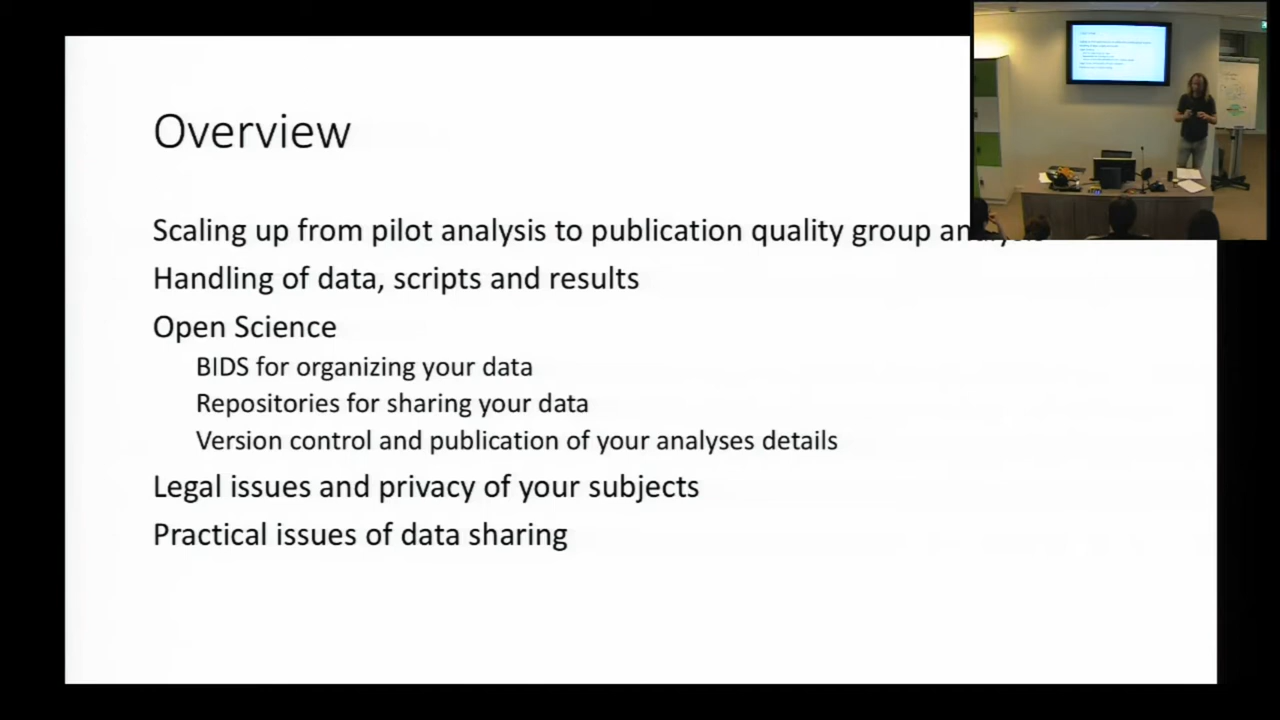 Overview
Scaling up from pilot analysis to publication quality group
Handling of data, scripts and results
Open Science
BIDS for organizing your data
Repositories for sharing your data
Version control and publication of your analyses details
Legal issues and privacy of your subjects
Practical issues of data sharing